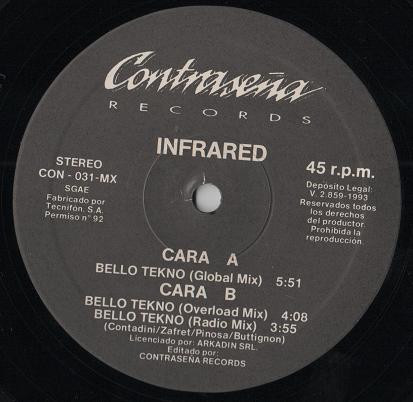 Contraseña
RECORDS
INFRARED
STEREO
CON - 031-MX
SGAE
Fabricado por
Tecnifón, S.A.
Permiso nº 92
45 r.p.m.
Depósito Legal:
V. 2.859-1993
Reservados todos
los derechos
del productor.
Prohibida la
reproducción.
CARA A
BELLO TEKNO (Global Mix) 5:51
CARA B
BELLO TEKNO (Overload Mix) 4:08
BELLO TEKNO (Radio Mix) 3:55
(Contadini/Zafret/Pinosa/Buttignon)
Licenciado por: ARKADIN SRL.
Editado por:
CONTRASEÑA RECORDS